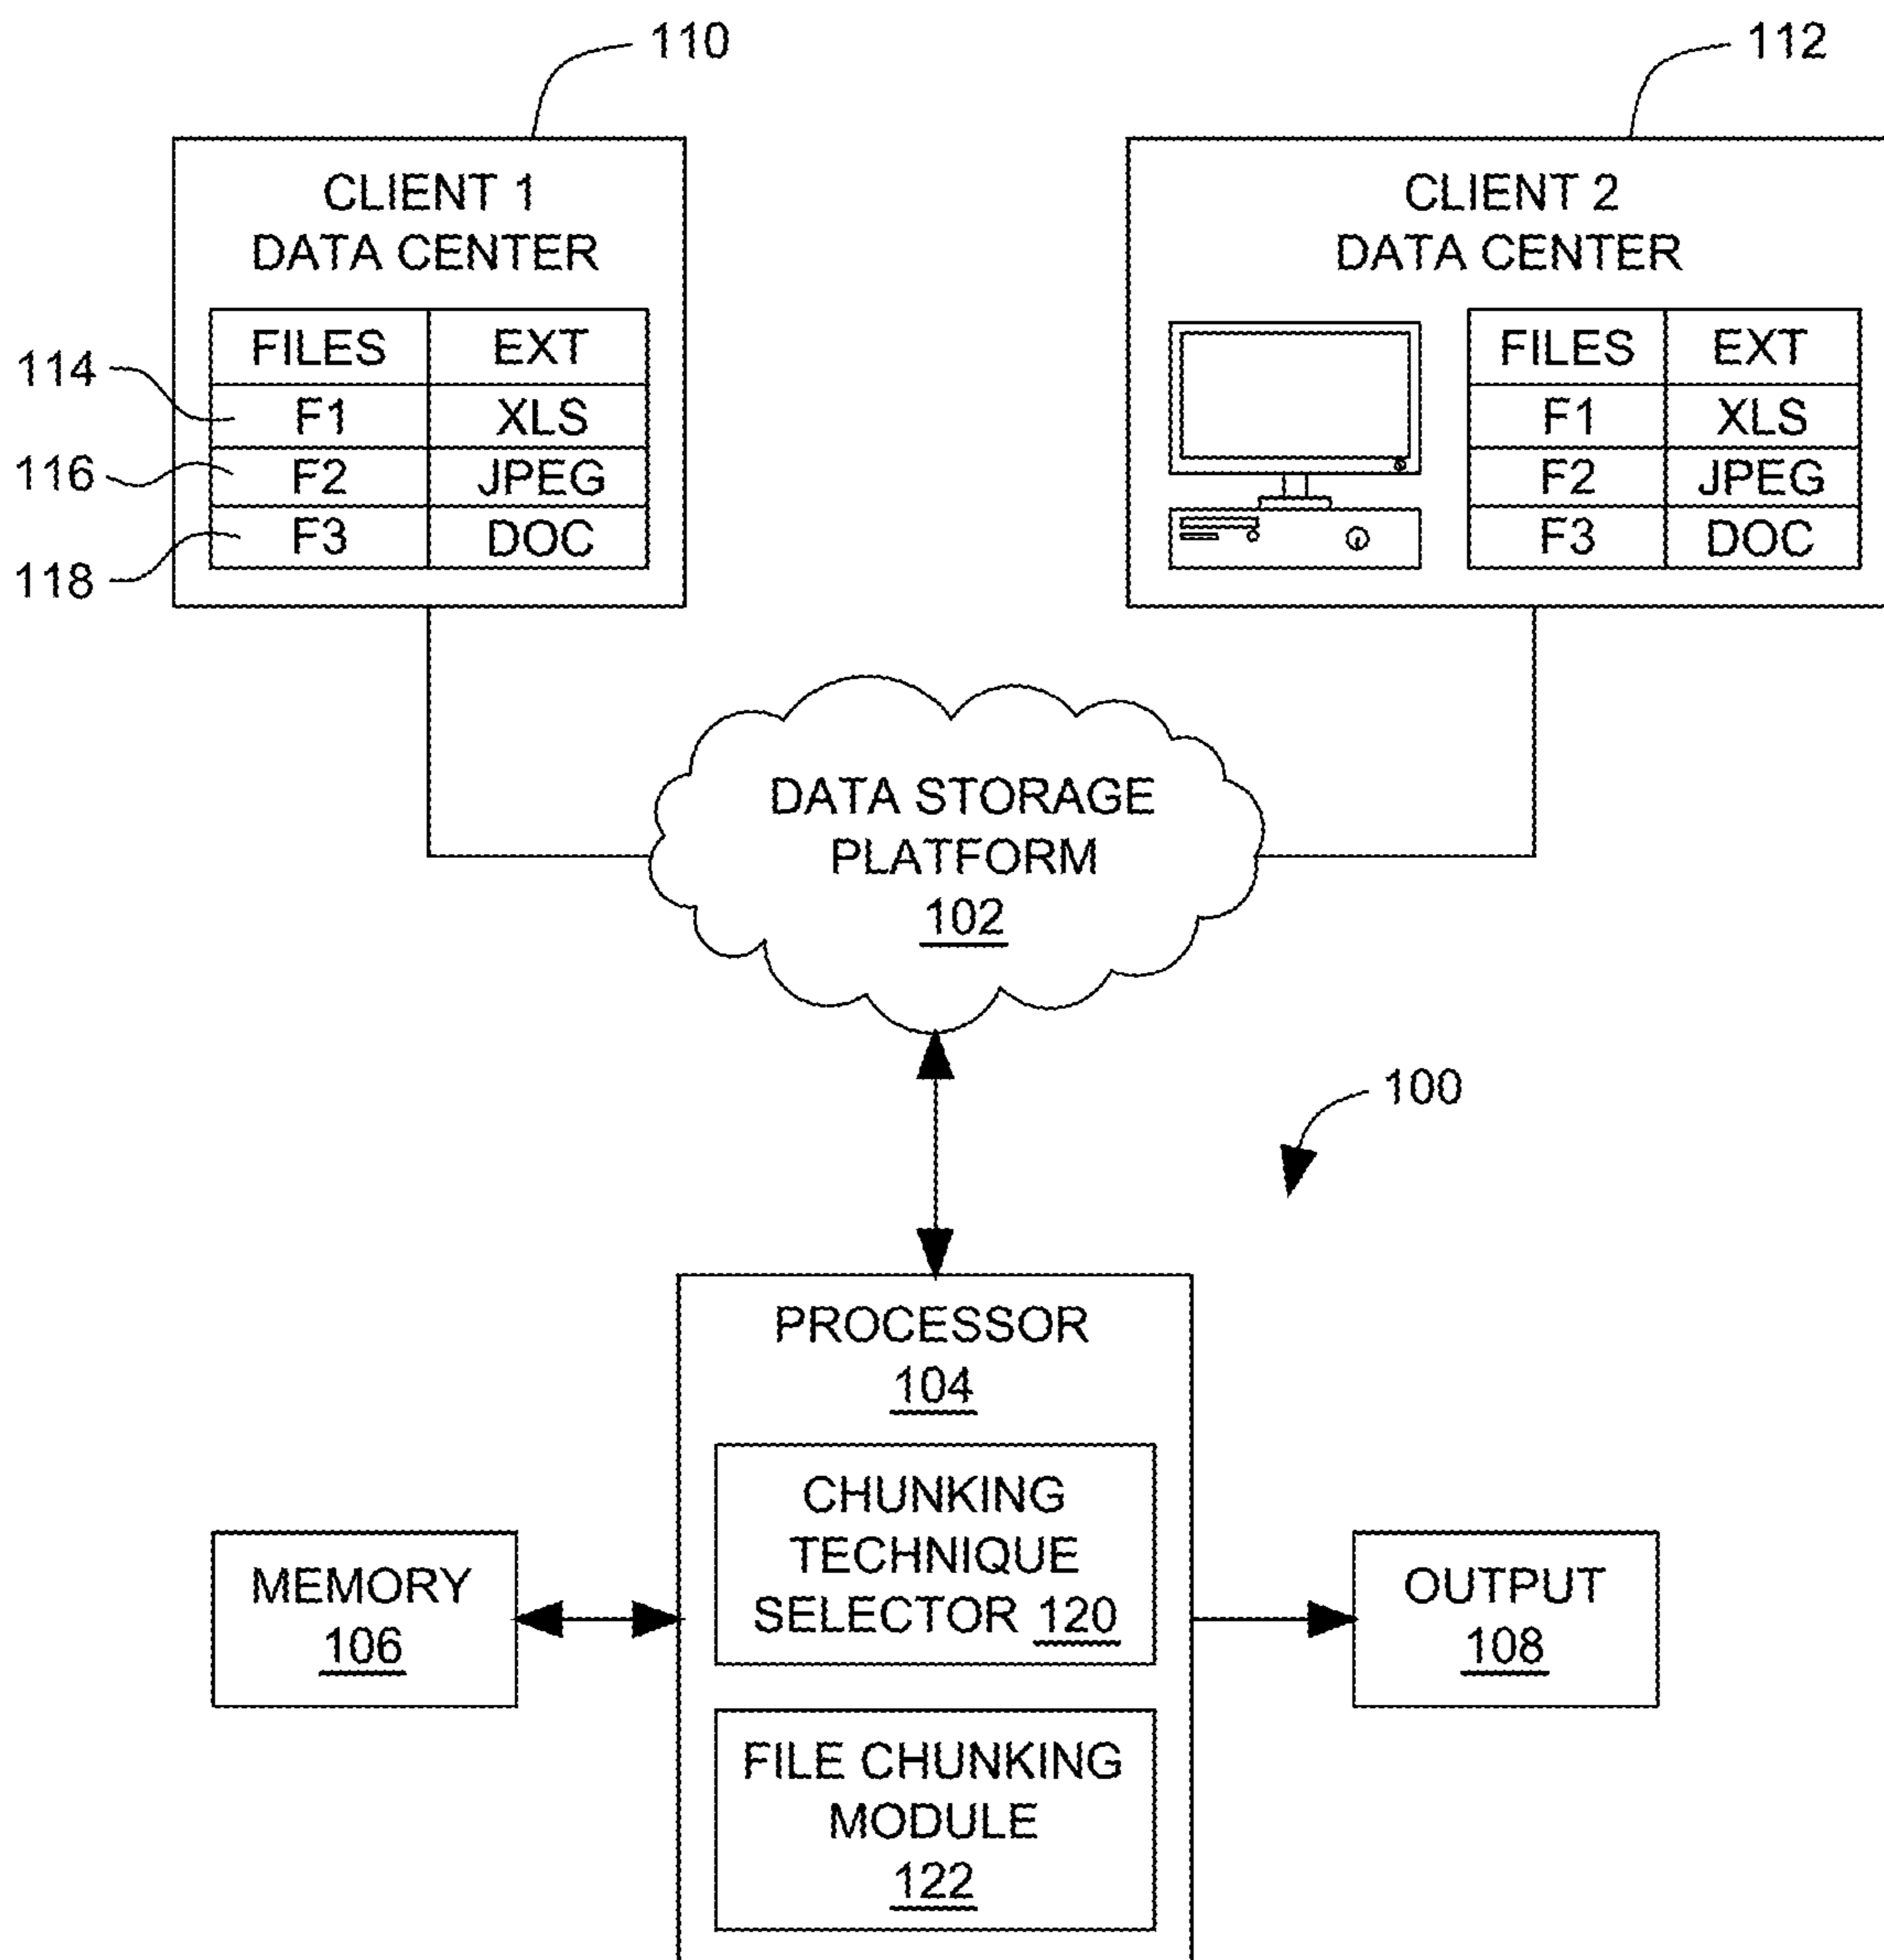 110
112
CLIENT 1
DATA CENTER
FILES EXT
F1 XLS
F2 JPEG
F3 DOC
114
116
118
CLIENT 2
DATA CENTER
FILES EXT
F1 XLS
F2 JPEG
F3 DOC
DATA STORAGE
PLATFORM
102
100
PROCESSOR
104
CHUNKING
TECHNIQUE
SELECTOR 120
FILE CHUNKING
MODULE
122
MEMORY
106
OUTPUT
108